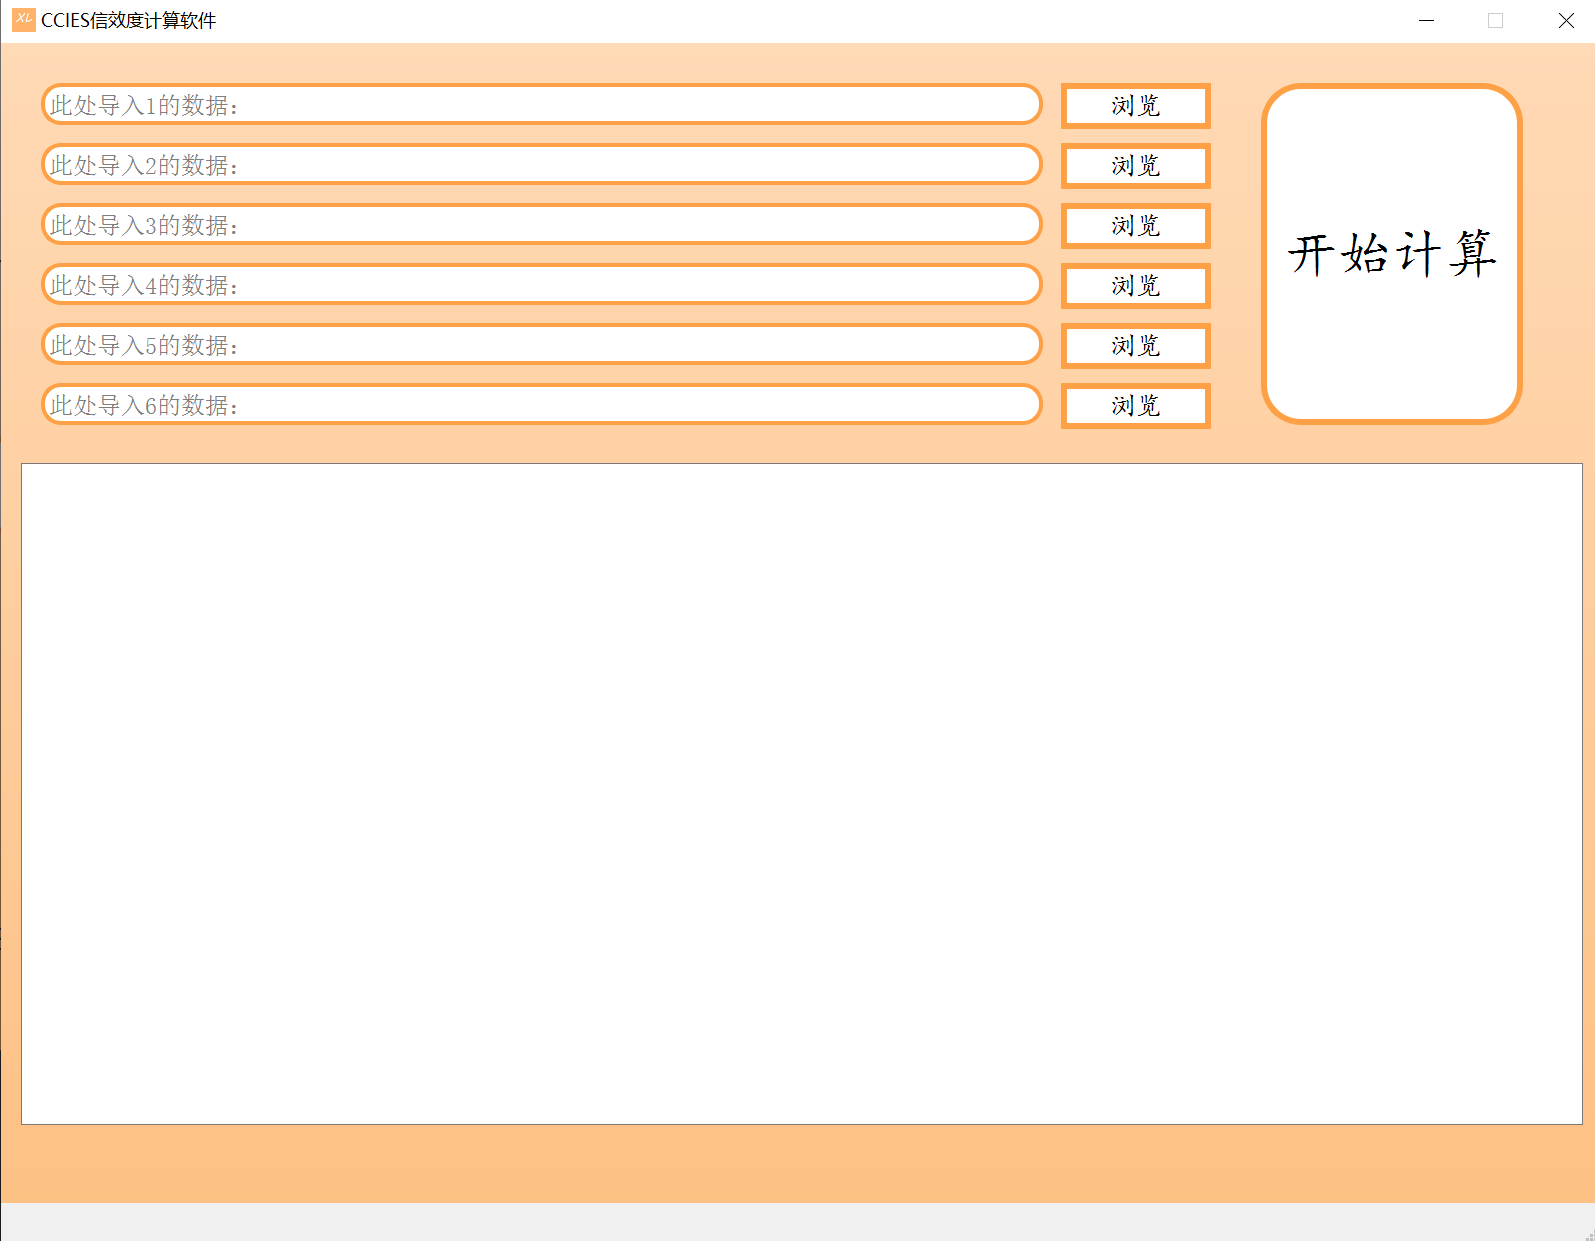 XL CCIES信效度计算软件
此处导入1的数据： 浏览
此处导入2的数据： 浏览
此处导入3的数据： 浏览
此处导入4的数据： 浏览
此处导入5的数据： 浏览
此处导入6的数据： 浏览
开始计算